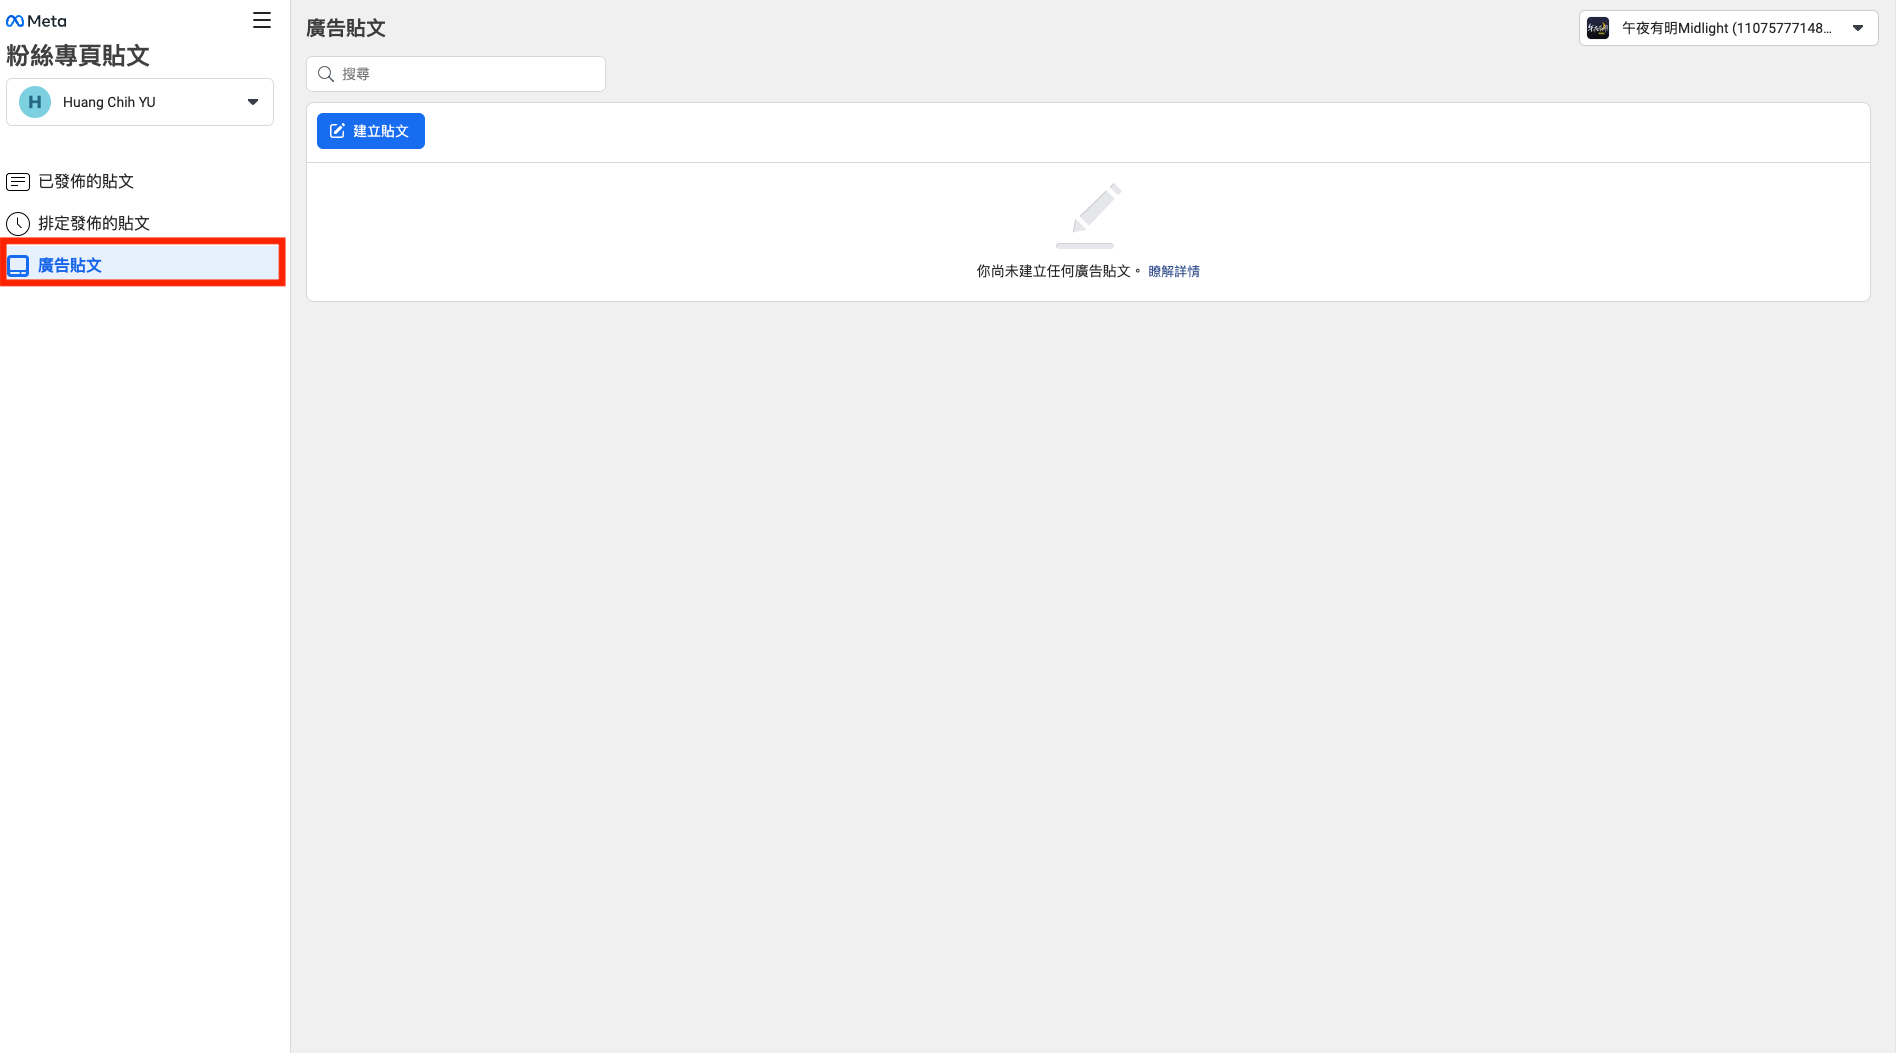 Meta
粉絲專頁貼文
H
Huang Chih YU
已發佈的貼文
排定發佈的貼文
廣告貼文
廣告貼文
午夜有明Midlight (11075777148...
搜尋
建立貼文
你尚未建立任何廣告貼文。 瞭解詳情